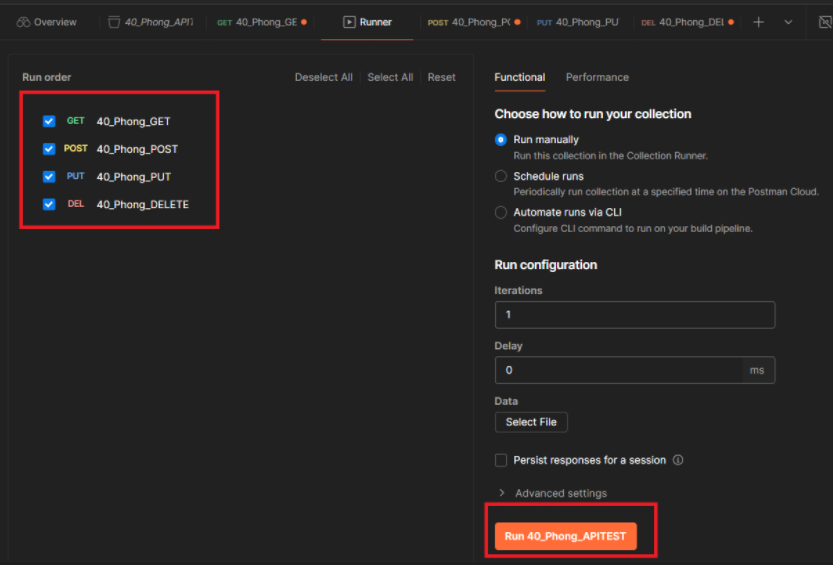 Overview 40_Phong_API GET 40_Phong_GE Runner POST 40_Phong_P PUT 40_Phong_PU DEL 40_Phong_DEL
Run order Deselect All Select All Reset
GET 40_Phong_GET
POST 40_Phong_POST
PUT 40_Phong_PUT
DEL 40_Phong_DELETE
Functional Performance
Choose how to run your collection
Run manually
Run this collection in the Collection Runner.
Schedule runs
Periodically run collection at a specified time on the Postman Cloud.
Automate runs via CLI
Configure CLI command to run on your build pipeline.
Run configuration
Iterations
1
Delay
0 ms
Data
Select File
Persist responses for a session
Advanced settings
Run 40_Phong_APITEST